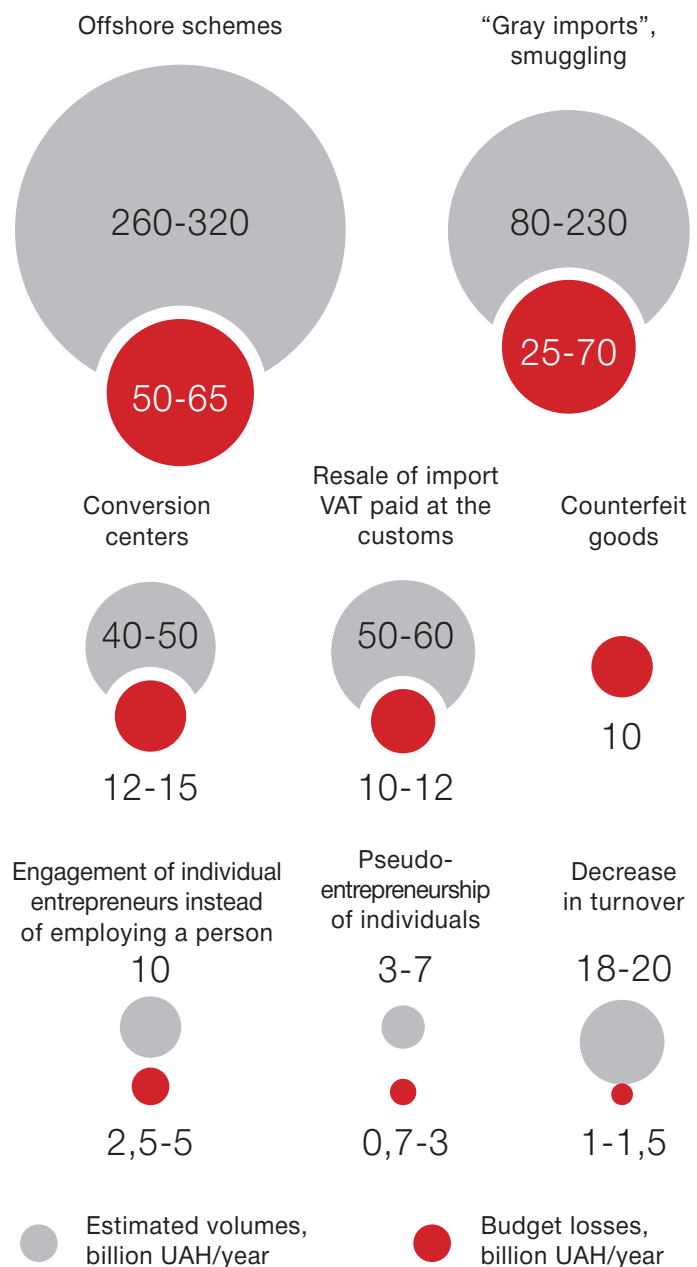 Offshore schemes
“Gray imports”,
smuggling
260-320
80-230
50-65
25-70
Conversion
centers
Resale of import
VAT paid at the
customs
Counterfeit
goods
40-50
50-60
12-15
10-12
10
Engagement of individual
entrepreneurs instead
of employing a person
Pseudo-
entrepreneurship
of individuals
Decrease
in turnover
10
3-7
18-20
2,5-5
0,7-3
1-1,5
Estimated volumes,
billion UAH/year
Budget losses,
billion UAH/year